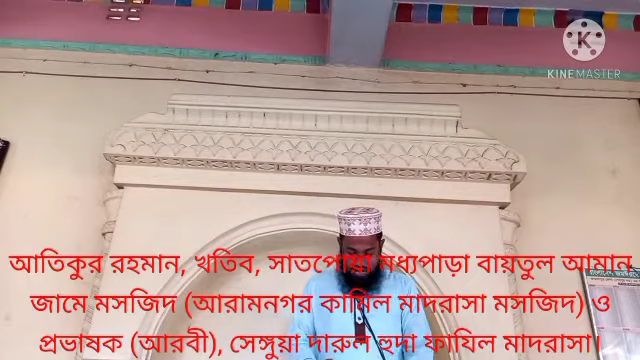 KINEMASTER
আতিকুর রহমান, খতিব, সাতপোয়া মধ্যপাড়া বায়তুল আমান
জামে মসজিদ (আরামনগর কামিল মাদরাসা মসজিদ) ও
প্রভাষক (আরবী), সেঙ্গুয়া দারুল হুদা ফাযিল মাদরাসা।